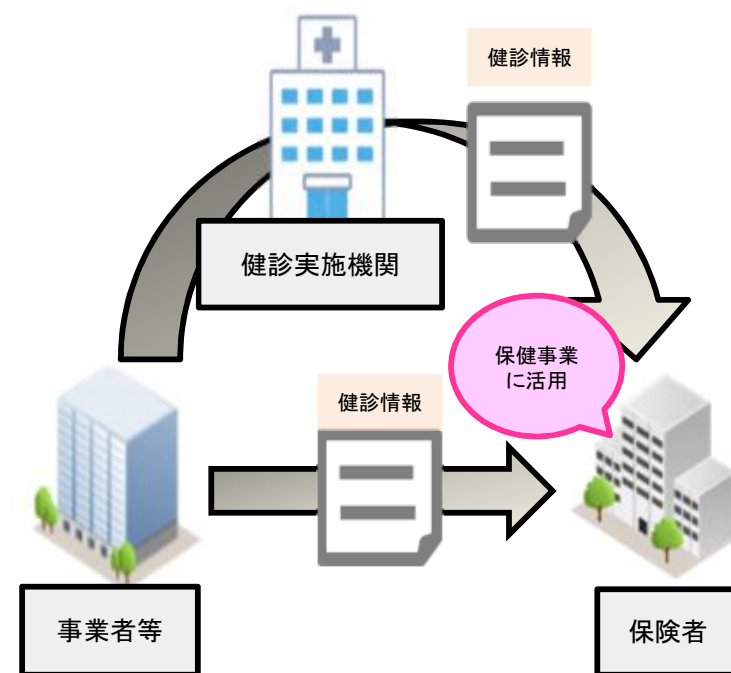 健診情報
健診実施機関
保健事業
に活用
健診情報
事業者等
保険者